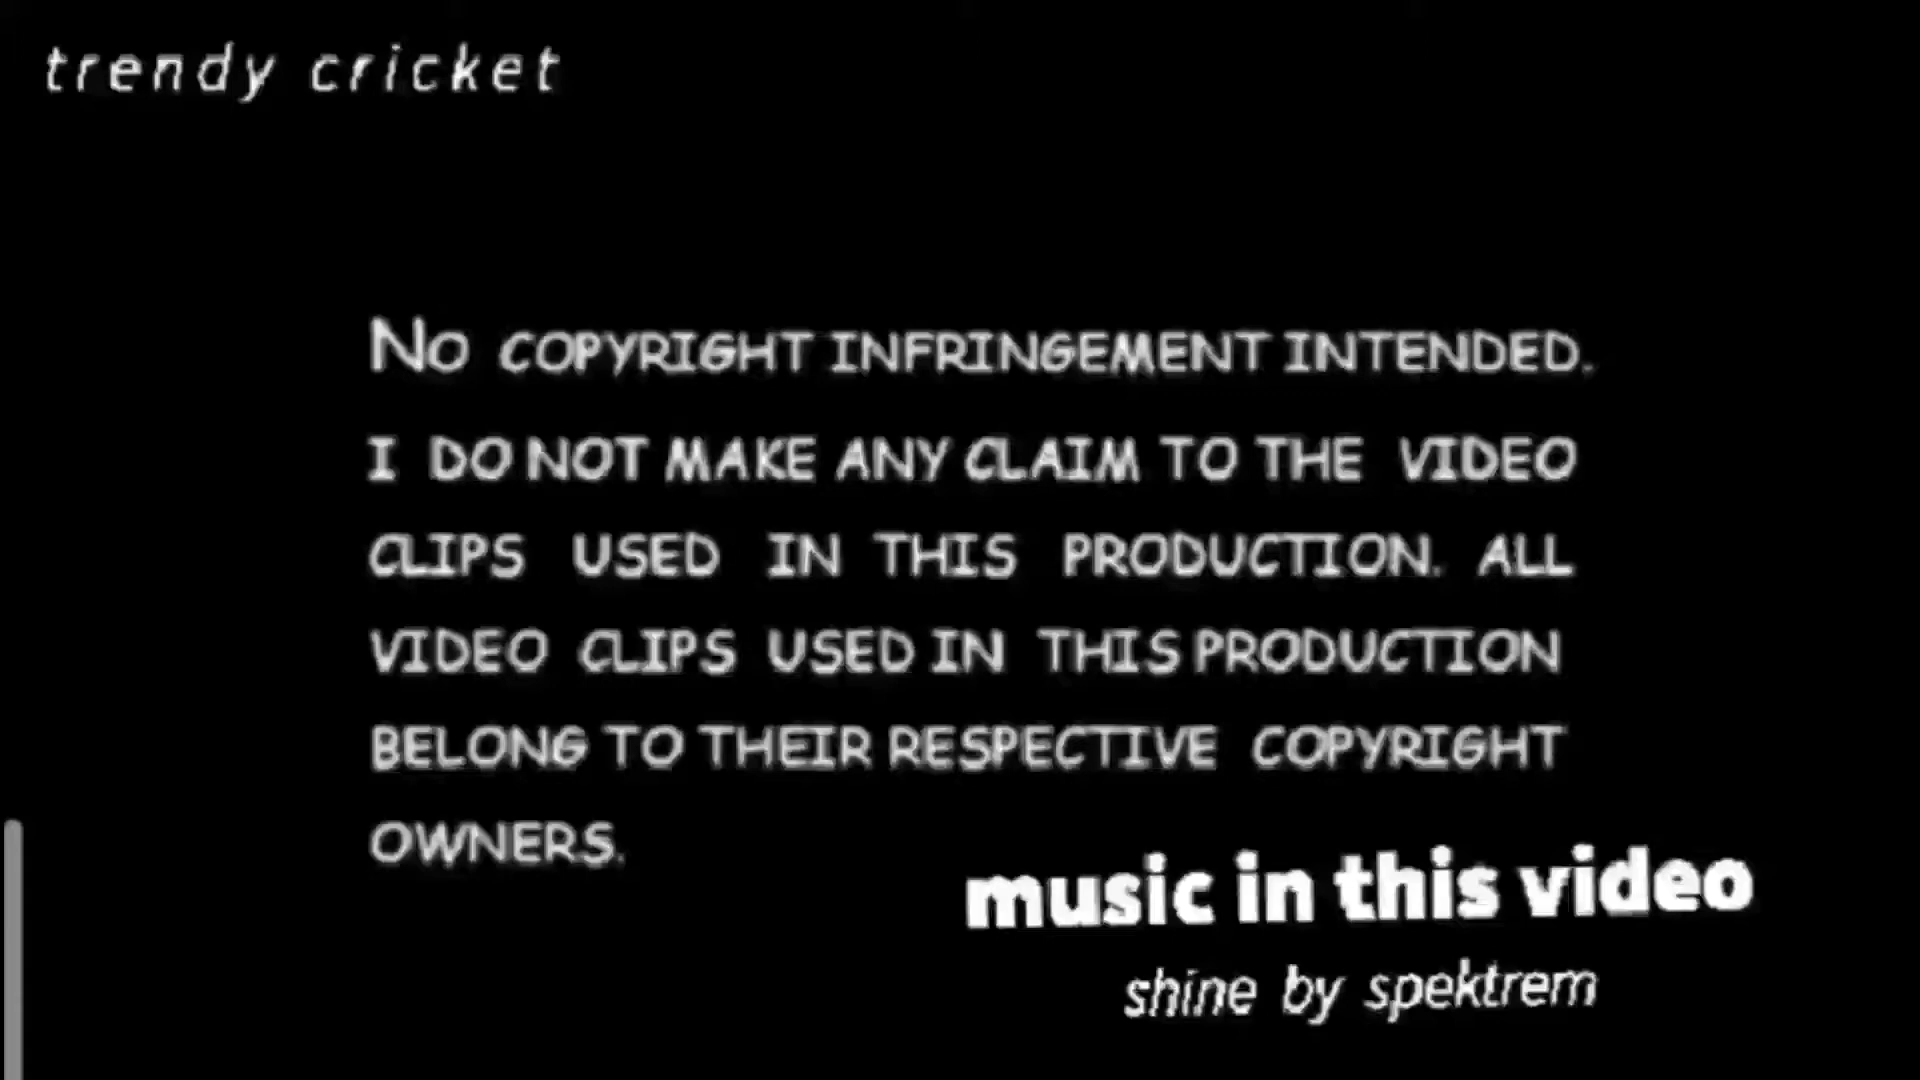 trendy cricket
No COPYRIGHT INFRINGEMENT INTENDED.
I DO NOT MAKE ANY CLAIM TO THE VIDEO
CLIPS USED IN THIS PRODUCTION. ALL
VIDEO CLIPS USED IN THIS PRODUCTION
BELONG TO THEIR RESPECTIVE COPYRIGHT
OWNERS.
music in this video
shine by spektrem